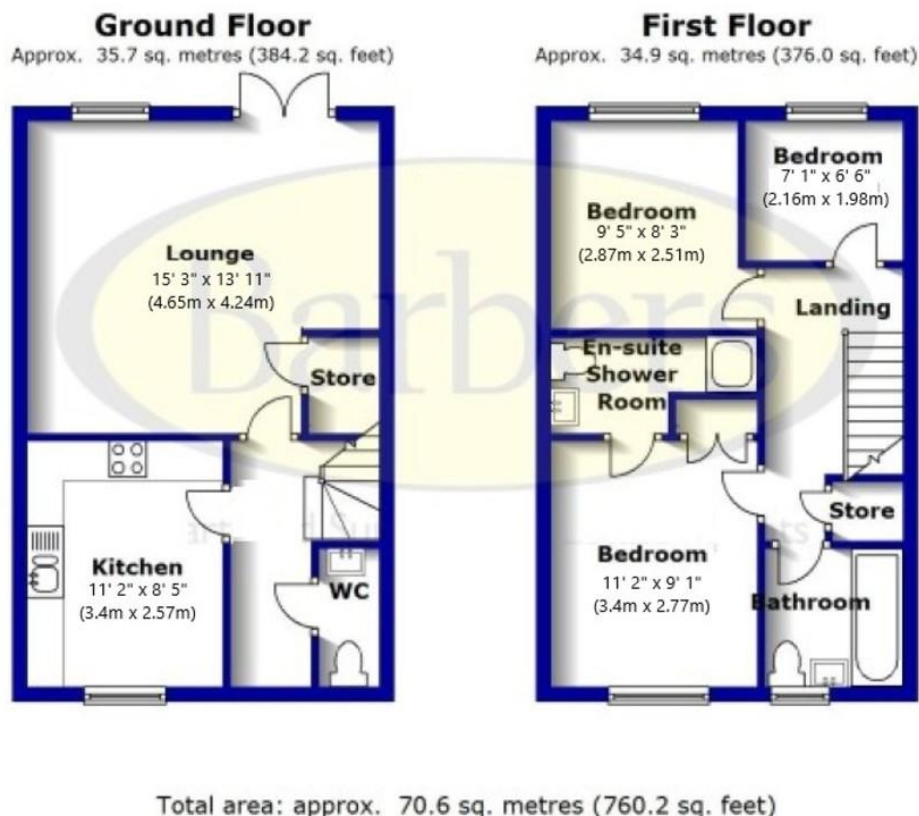 Ground Floor
Approx. 35.7 sq. metres (384.2 sq. feet)
Lounge
15' 3" x 13' 11"
(4.65m x 4.24m)
Store
Kitchen
11' 2" x 8' 5"
(3.4m x 2.57m)
WC
First Floor
Approx. 34.9 sq. metres (376.0 sq. feet)
Bedroom
7' 1" x 6' 6"
(2.16m x 1.98m)
Bedroom
9' 5" x 8' 3"
(2.87m x 2.51m)
Landing
En-suite
Shower
Room
Store
Bedroom
11' 2" x 9' 1"
(3.4m x 2.77m)
Bathroom
Barbers
Total area: approx. 70.6 sq. metres (760.2 sq. feet)